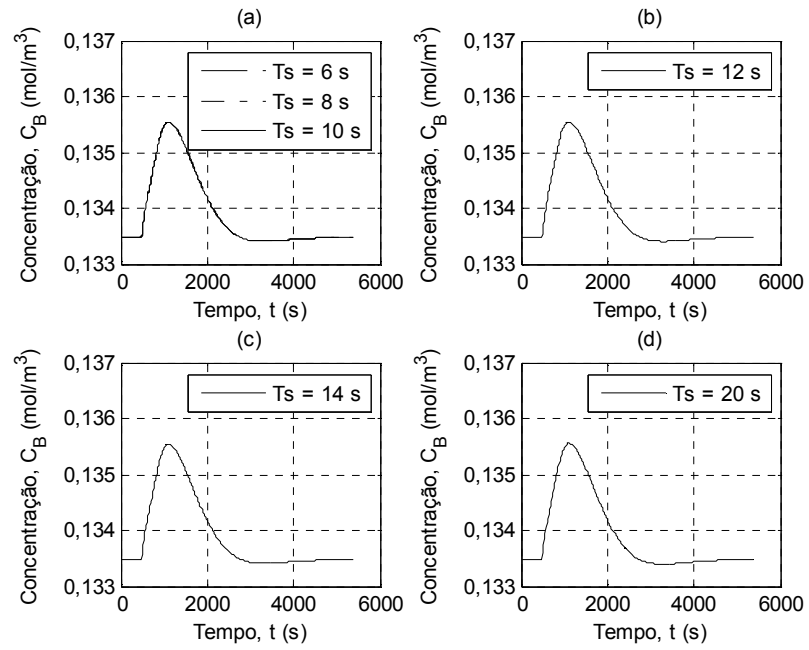 (a)
Concentração, C_B (mol/m³)
0,137
0,136
0,135
0,134
0,133
Ts = 6 s
Ts = 8 s
Ts = 10 s
0 2000 4000 6000
Tempo, t (s)
(b)
Concentração, C_B (mol/m³)
0,137
0,136
0,135
0,134
0,133
Ts = 12 s
0 2000 4000 6000
Tempo, t (s)
(c)
Concentração, C_B (mol/m³)
0,137
0,136
0,135
0,134
0,133
Ts = 14 s
0 2000 4000 6000
Tempo, t (s)
(d)
Concentração, C_B (mol/m³)
0,137
0,136
0,135
0,134
0,133
Ts = 20 s
0 2000 4000 6000
Tempo, t (s)